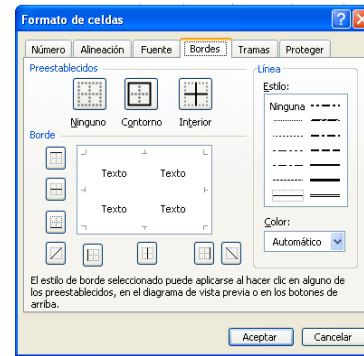 Formato de celdas
Número Alineación Fuente Bordes Tramas Proteger
Preestablecidos
Ninguno Contorno Interior
Borde
Texto Texto
Texto Texto
Línea
Estilo:
Ninguna
Color:
Automático
El estilo de borde seleccionado puede aplicarse al hacer clic en alguno de
los preestablecidos, en el diagrama de vista previa o en los botones de
arriba.
Aceptar Cancelar